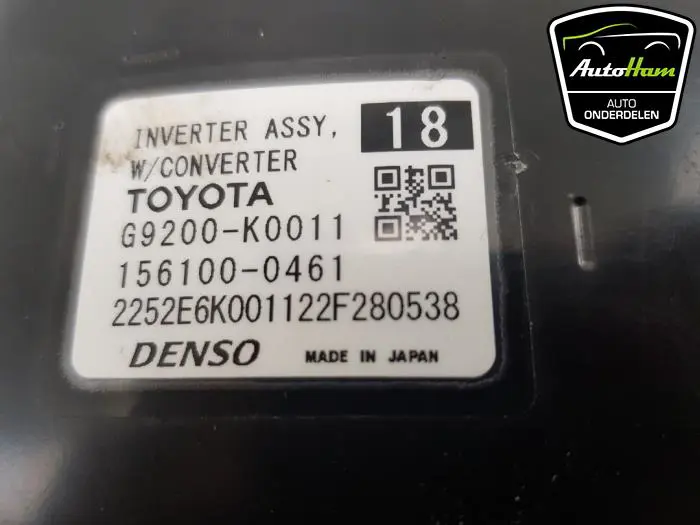 INVERTER ASSY,
18
W/CONVERTER
TOYOTA
G9200-K0011
156100-0461
2252E6K001122F280538
DENSO
MADE IN JAPAN
AutoHam
AUTO
ONDERDELEN